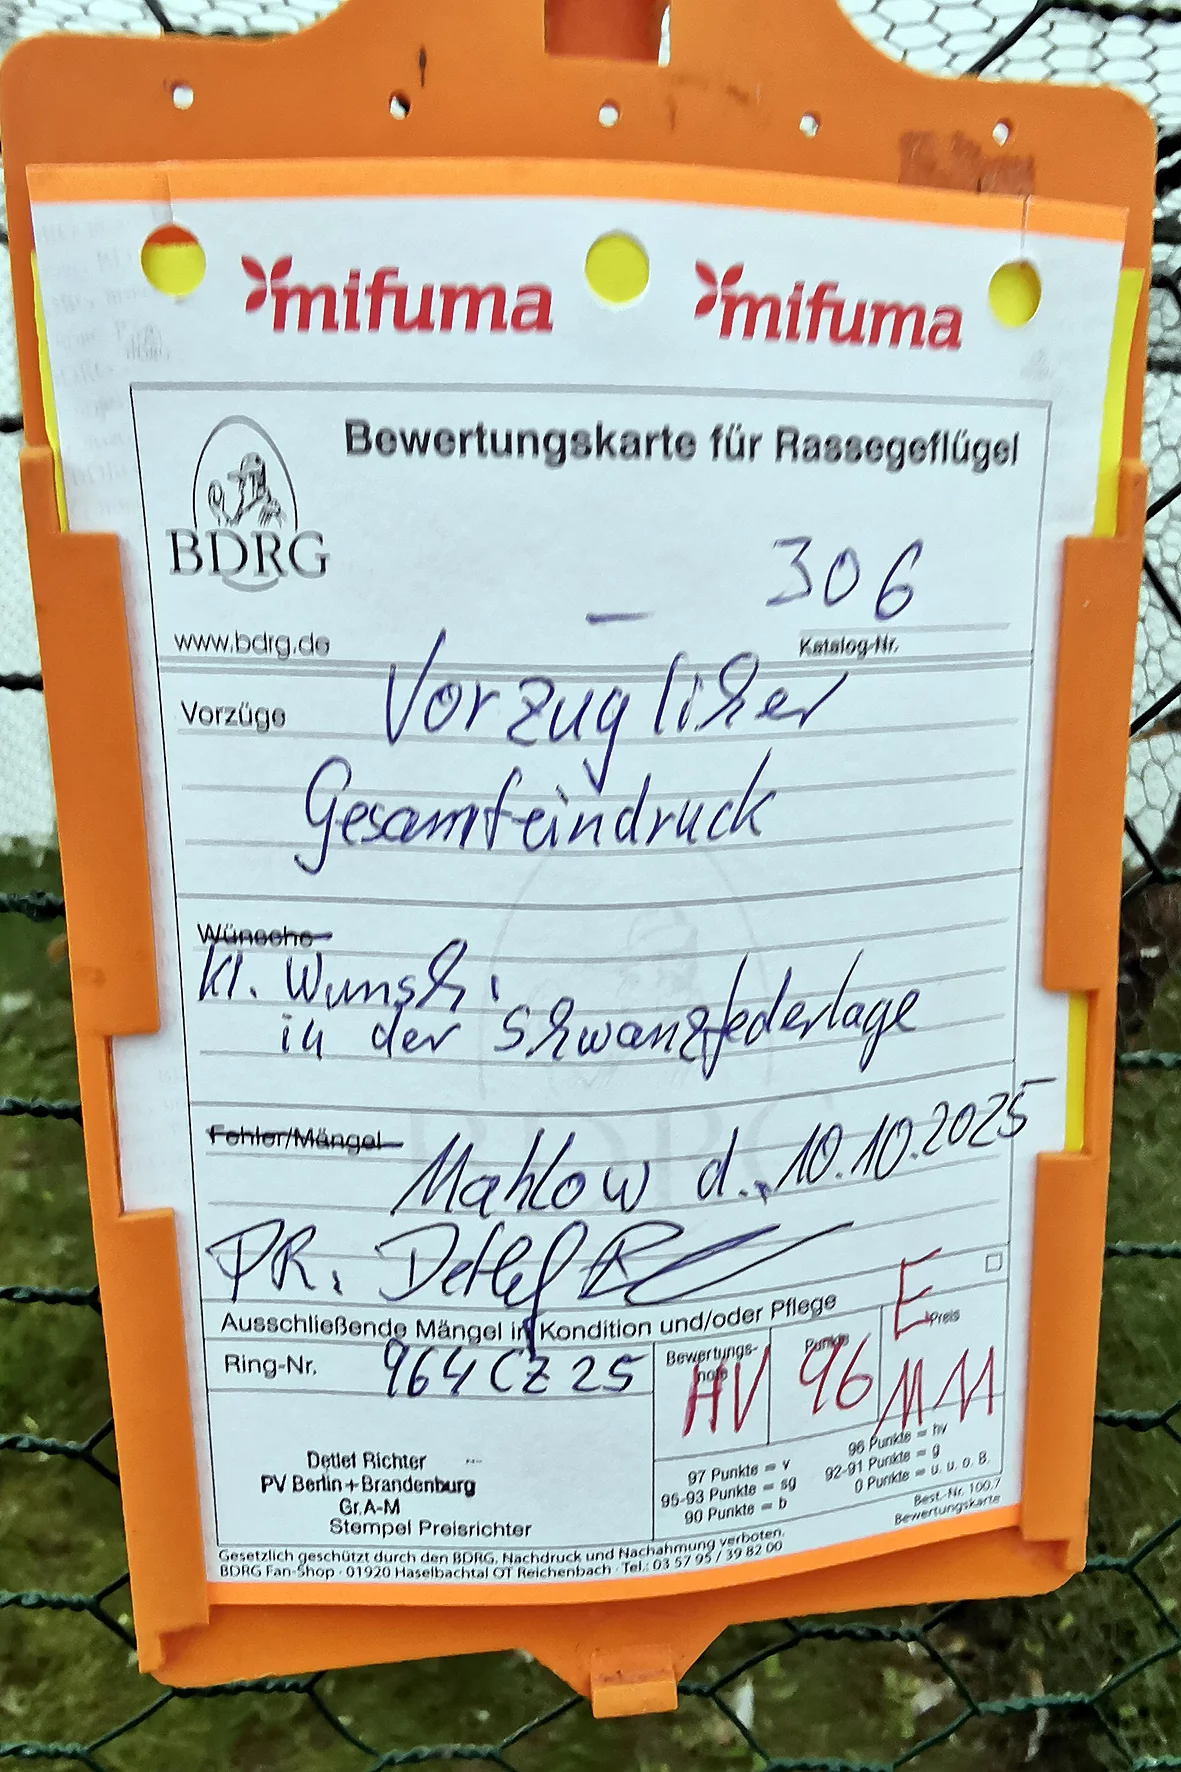 mifuma mifuma
Bewertungskarte für Rassegeflügel
BDRG
306
www.bdrg.de
Katalog-Nr.
Vorzüge
Vorzüglicher
Gesamteindruck
Wünsche
kl. Wunsch:
in der Schwanzfederlage
Fehler/Mängel
Mahlow d. 10.10.2025
PR. Detlef
Ausschließende Mängel in Kondition und/oder Pflege
E
Preis
Ring-Nr. 964 CZ 25
Bewertungs-
note
HV
Punkte
96
Detlef Richter
PV Berlin+Brandenburg
Gr.A-M
Stempel Preisrichter
97 Punkte = v
96 Punkte = hv
95-93 Punkte = sg
92-91 Punkte = g
90 Punkte = b
0 Punkte = u. u. o. B.
Best.-Nr. 100.7
Bewertungskarte
Gesetzlich geschützt durch den BDRG, Nachdruck und Nachahmung verboten.
BDRG Fan-Shop · 01920 Haselbachtal OT Reichenbach · Tel.: 03 57 95 / 39 82 00